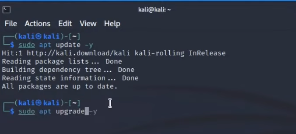 kali@kali:~
File Actions Edit View Help
(kali㉿kali)-[~]
$ sudo apt update -y
Hit:1 http://kali.download/kali kali-rolling InRelease
Reading package lists... Done
Building dependency tree... Done
Reading state information... Done
All packages are up to date.
(kali㉿kali)-[~]
$ sudo apt upgrade -y